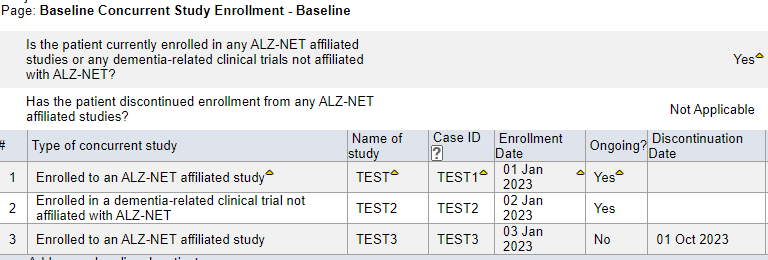 Page: Baseline Concurrent Study Enrollment - Baseline
Is the patient currently enrolled in any ALZ-NET affiliated
studies or any dementia-related clinical trials not affiliated
with ALZ-NET?
Yes
Has the patient discontinued enrollment from any ALZ-NET
affiliated studies?
Not Applicable
# Type of concurrent study Name of study Case ID ? Enrollment Date Ongoing? Discontinuation Date
1 Enrolled to an ALZ-NET affiliated study TEST TEST1 01 Jan 2023 Yes
2 Enrolled in a dementia-related clinical trial not affiliated with ALZ-NET TEST2 TEST2 02 Jan 2023 Yes
3 Enrolled to an ALZ-NET affiliated study TEST3 TEST3 03 Jan 2023 No 01 Oct 2023